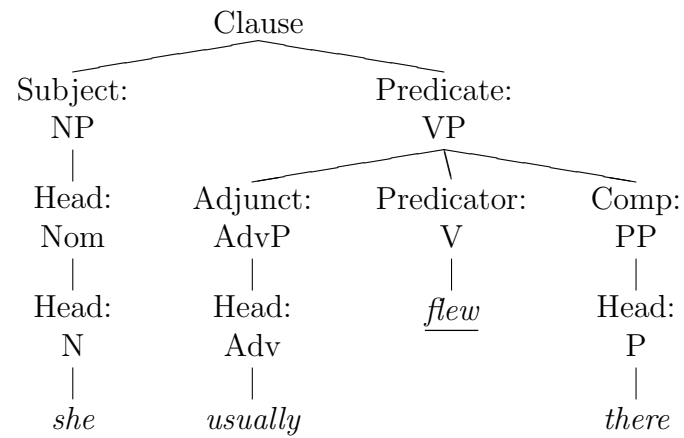 Clause
Subject: Predicate:
NP VP
Head: Adjunct: Predicator: Comp:
Nom AdvP V PP
Head: Head: flew Head:
N Adv P
she usually there